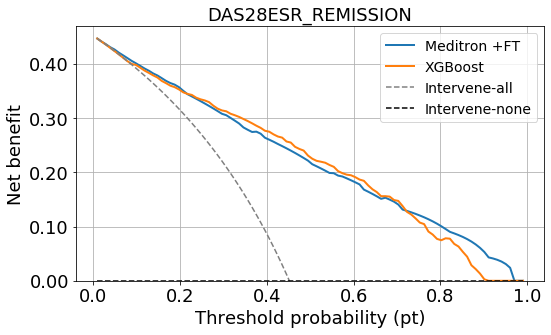 DAS28ESR_REMISSION
Net benefit
0.40
0.30
0.20
0.10
0.00
Meditron +FT
XGBoost
Intervene-all
Intervene-none
0.0 0.2 0.4 0.6 0.8 1.0
Threshold probability (pt)